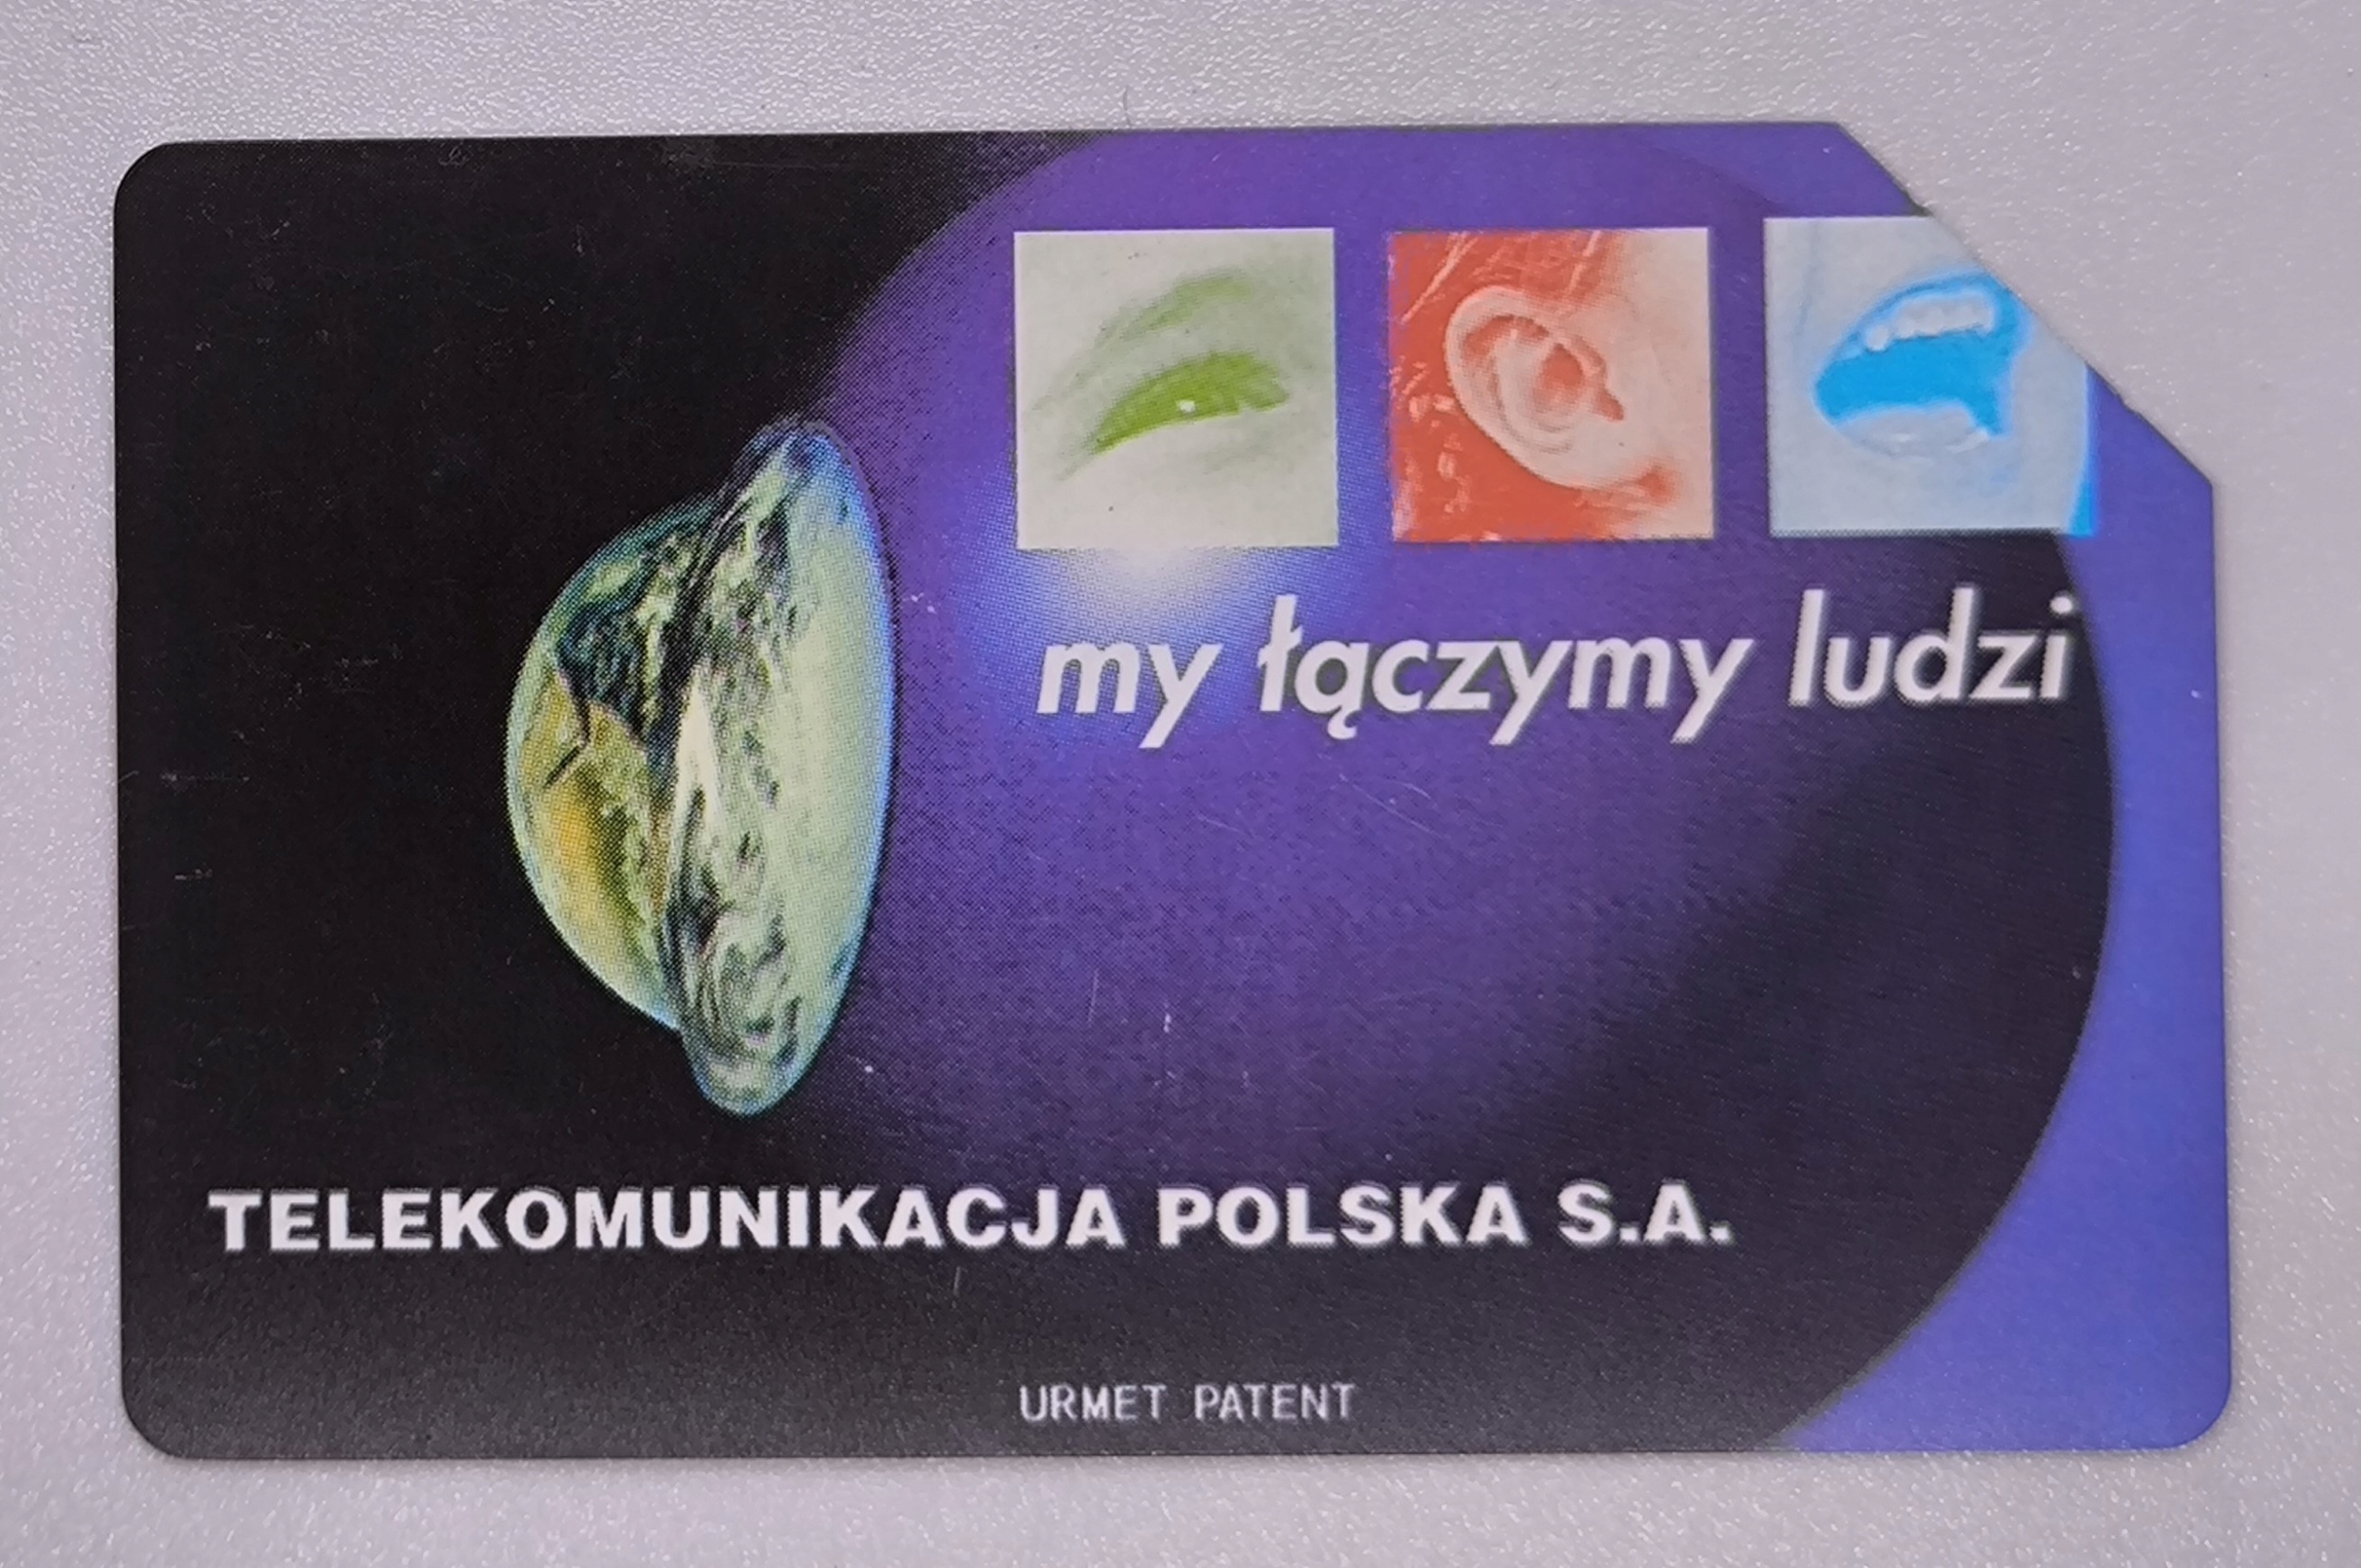 my łączymy ludzi
TELEKOMUNIKACJA POLSKA S.A.
URMET PATENT